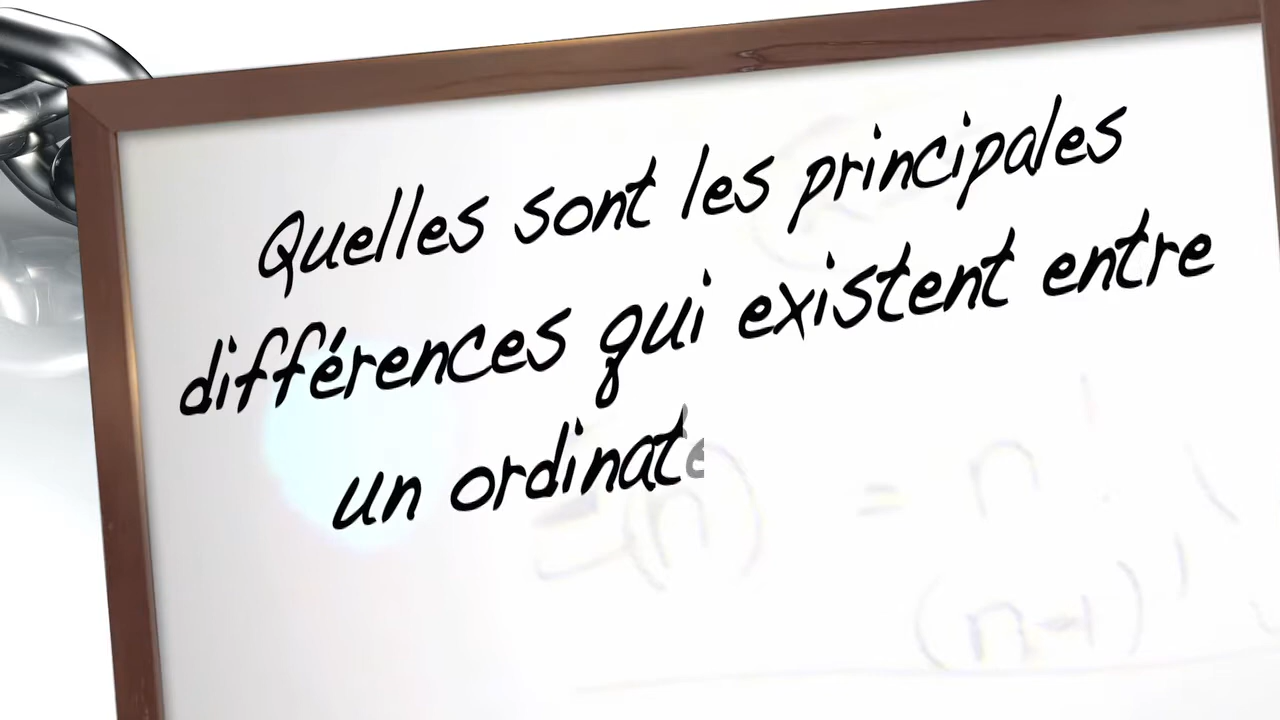 Quelles sont les principales
différences qui existent entre
un ordinate